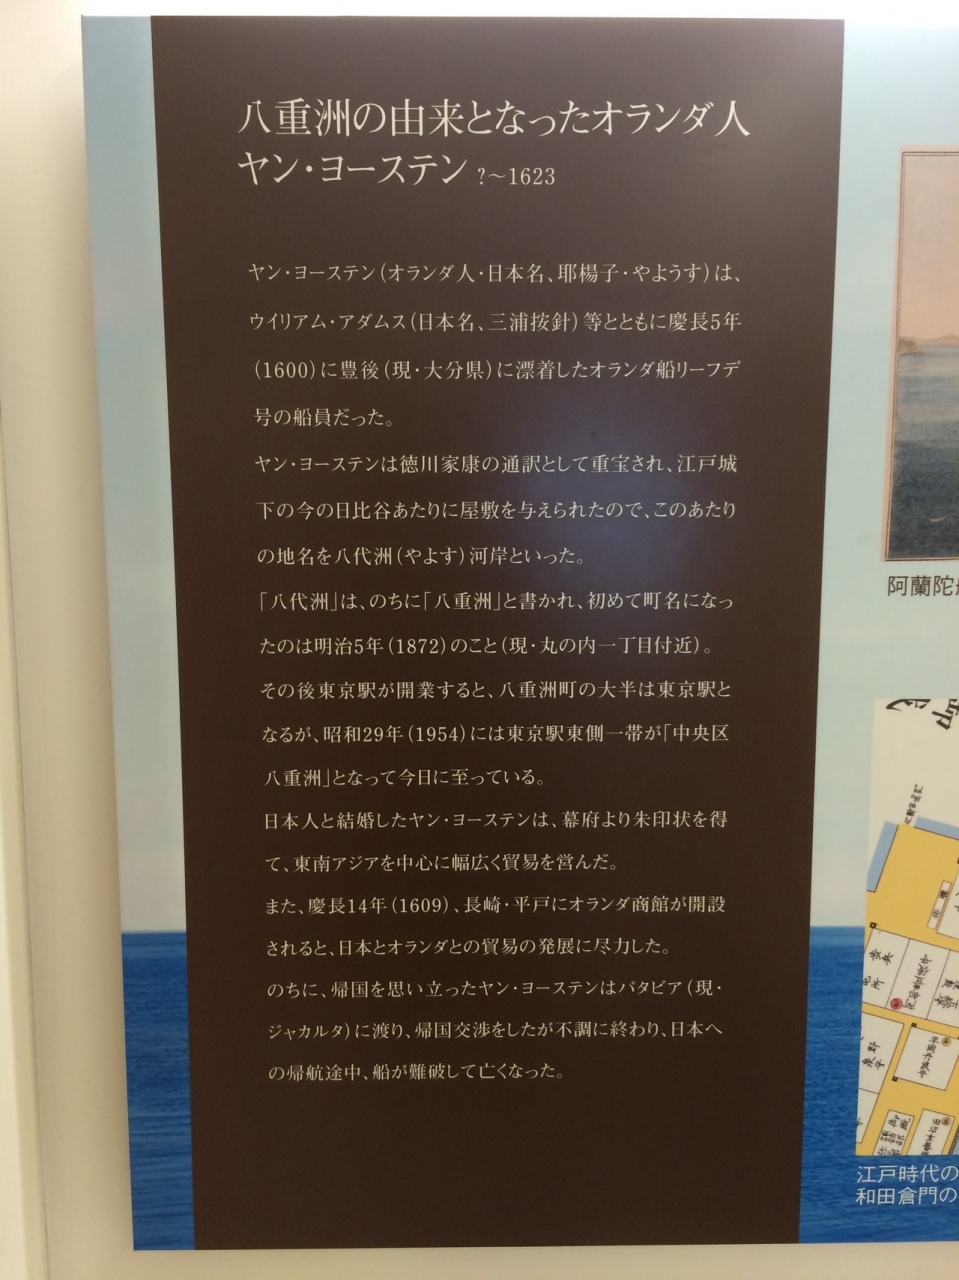 八重洲の由来となったオランダ人
ヤン・ヨーステン ?〜1623
ヤン・ヨーステン(オランダ人・日本名、耶楊子・やようす)は、
ウイリアム・アダムス(日本名、三浦按針)等とともに慶長5年
(1600)に豊後(現・大分県)に漂着したオランダ船リーフデ
号の船員だった。
ヤン・ヨーステンは徳川家康の通訳として重宝され、江戸城
下の今の日比谷あたりに屋敷を与えられたので、このあたり
の地名を八代洲(やよす)河岸といった。
「八代洲」は、のちに「八重洲」と書かれ、初めて町名になっ
たのは明治5年(1872)のこと(現・丸の内一丁目付近)。
その後東京駅が開業すると、八重洲町の大半は東京駅と
なるが、昭和29年(1954)には東京駅東側一帯が「中央区
八重洲」となって今日に至っている。
日本人と結婚したヤン・ヨーステンは、幕府より朱印状を得
て、東南アジアを中心に幅広く貿易を営んだ。
また、慶長14年(1609)、長崎・平戸にオランダ商館が開設
されると、日本とオランダとの貿易の発展に尽力した。
のちに、帰国を思い立ったヤン・ヨーステンはバタビア(現・
ジャカルタ)に渡り、帰国交渉をしたが不調に終わり、日本へ
の帰航途中、船が難破して亡くなった。
阿蘭陀
江戸時代の
和田倉門の